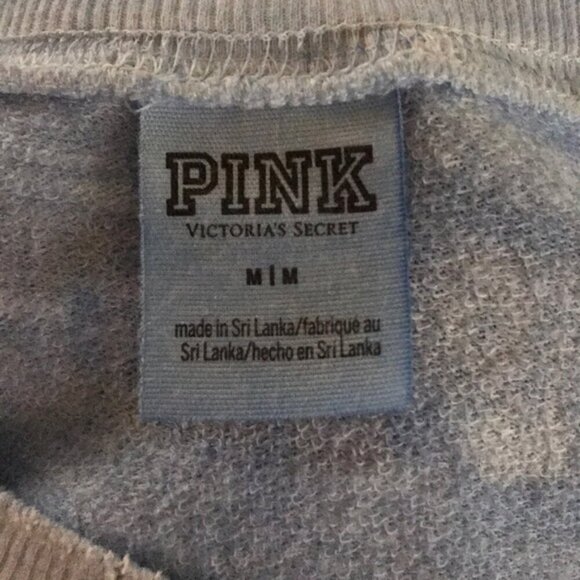 PINK
VICTORIA'S SECRET
M | M
made in Sri Lanka/fabriqué au
Sri Lanka/hecho en Sri Lanka